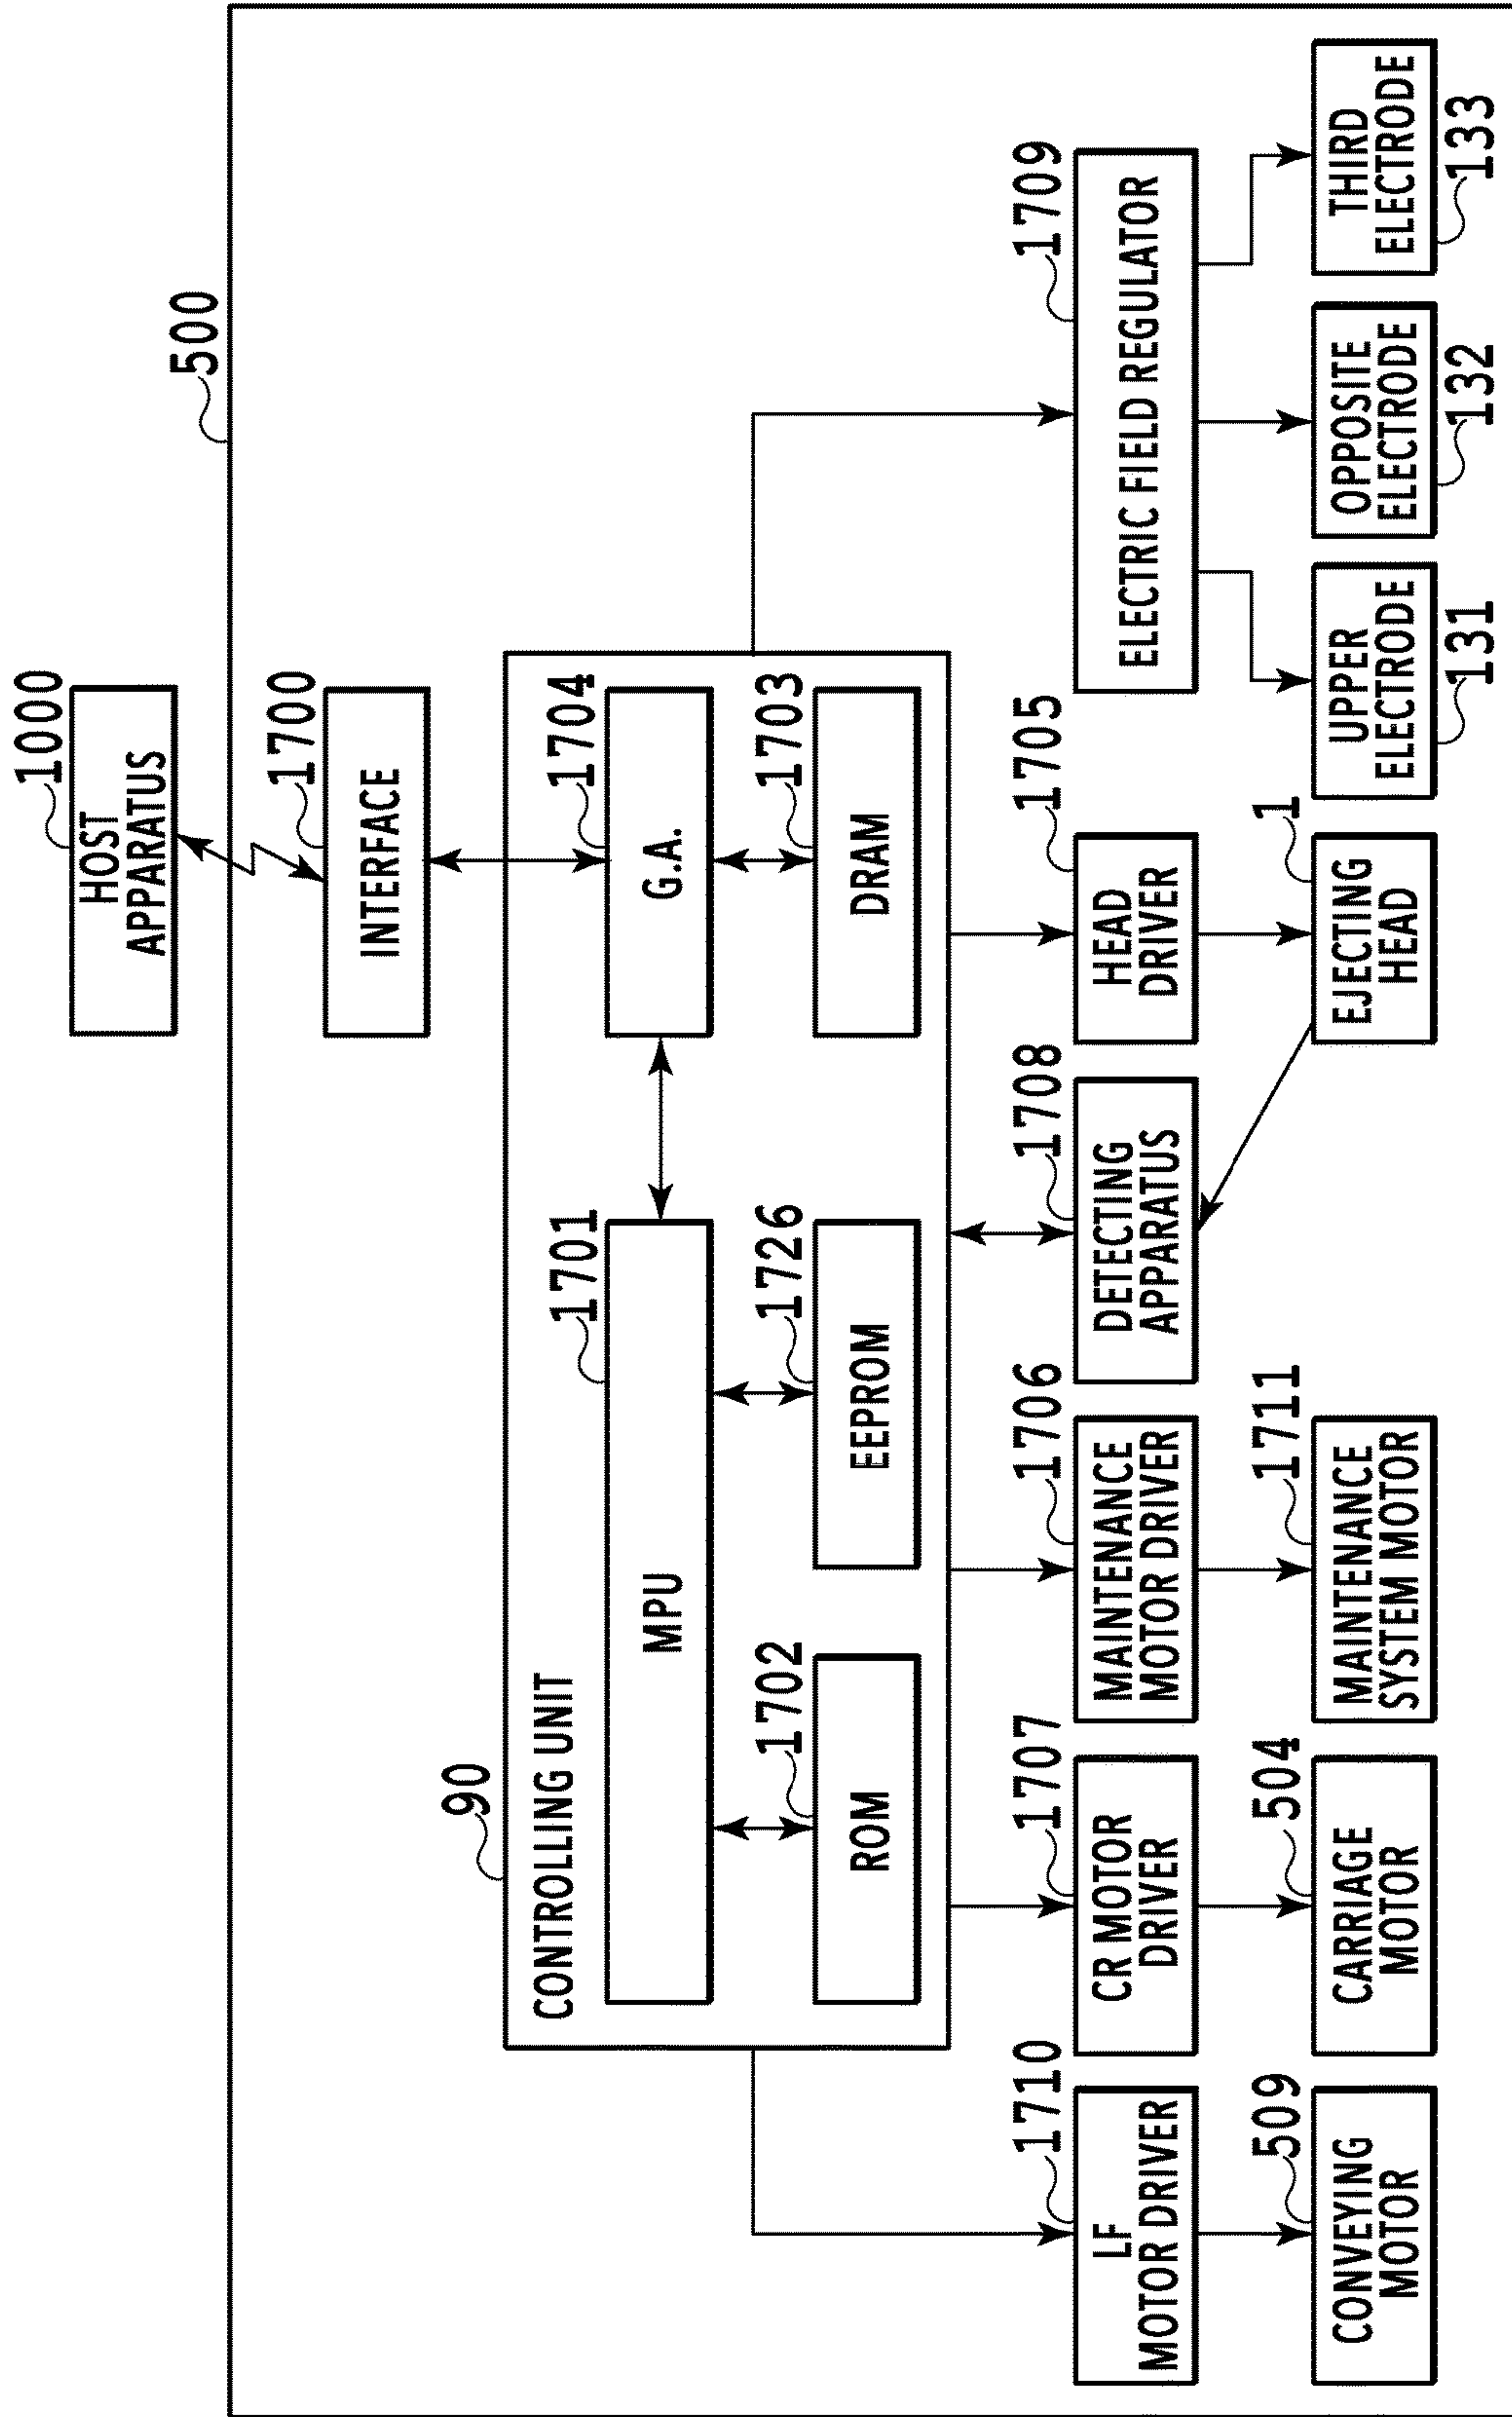 1000
HOST
APPARATUS
500
1700
INTERFACE
90
CONTROLLING UNIT
1701
MPU
1704
G.A.
1702
ROM
1726
EEPROM
1703
DRAM
1710
LF
MOTOR DRIVER
1707
CR MOTOR
DRIVER
1706
MAINTENANCE
MOTOR DRIVER
1708
DETECTING
APPARATUS
1705
HEAD
DRIVER
1709
ELECTRIC FIELD REGULATOR
509
CONVEYING
MOTOR
504
CARRIAGE
MOTOR
1711
MAINTENANCE
SYSTEM MOTOR
1
EJECTING
HEAD
UPPER
ELECTRODE
131
OPPOSITE
ELECTRODE
132
THIRD
ELECTRODE
133